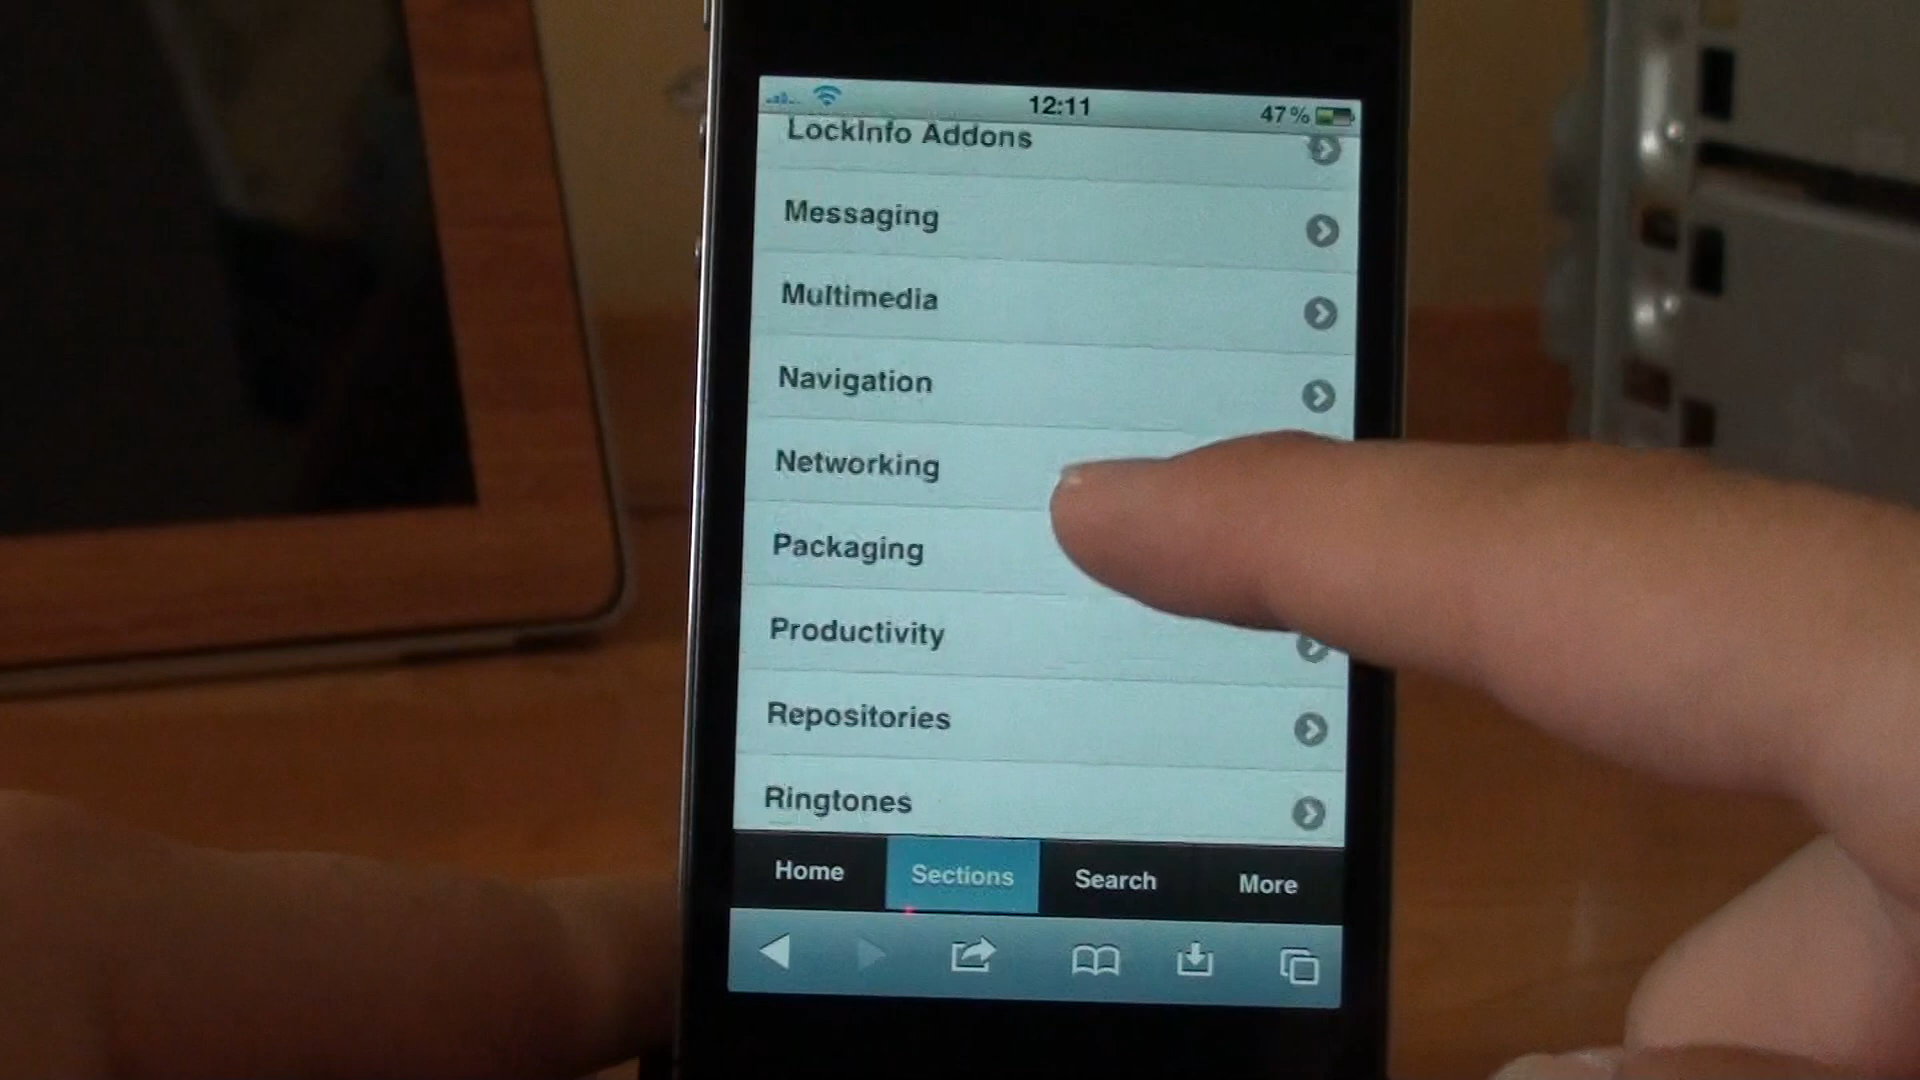 12:11
47%
LockInfo Addons
Messaging
Multimedia
Navigation
Networking
Packaging
Productivity
Repositories
Ringtones
Home Sections Search More